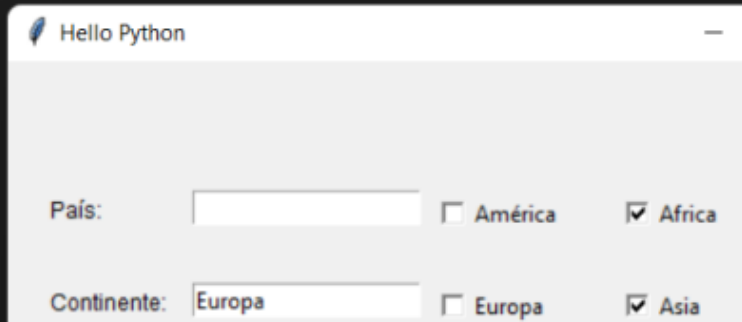 Hello Python
País: América Africa
Continente: Europa Europa Asia